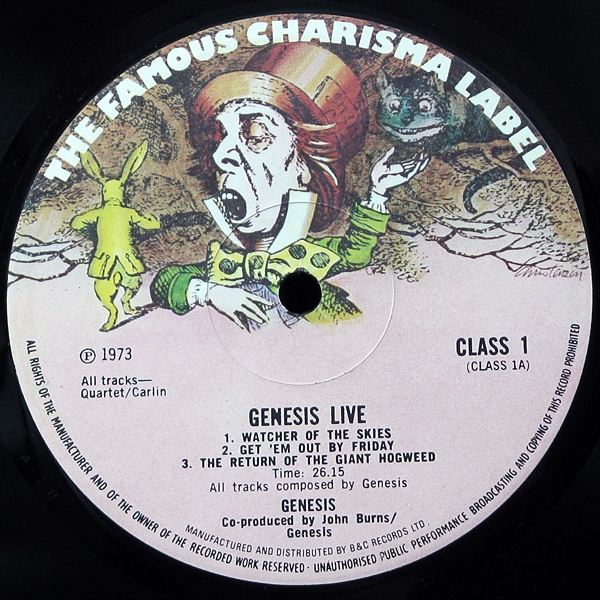 THE FAMOUS CHARISMA LABEL
Ⓟ 1973
CLASS 1
(CLASS 1A)
All tracks—
Quartet/Carlin
GENESIS LIVE
1. WATCHER OF THE SKIES
2. GET 'EM OUT BY FRIDAY
3. THE RETURN OF THE GIANT HOGWEED
Time: 26.15
All tracks composed by Genesis
GENESIS
Co-produced by John Burns/
Genesis
MANUFACTURED AND DISTRIBUTED BY B&C RECORDS LTD.
ALL RIGHTS OF THE MANUFACTURER AND OF THE OWNER OF THE RECORDED WORK RESERVED · UNAUTHORISED PUBLIC PERFORMANCE BROADCASTING AND COPYING OF THIS RECORD PROHIBITED